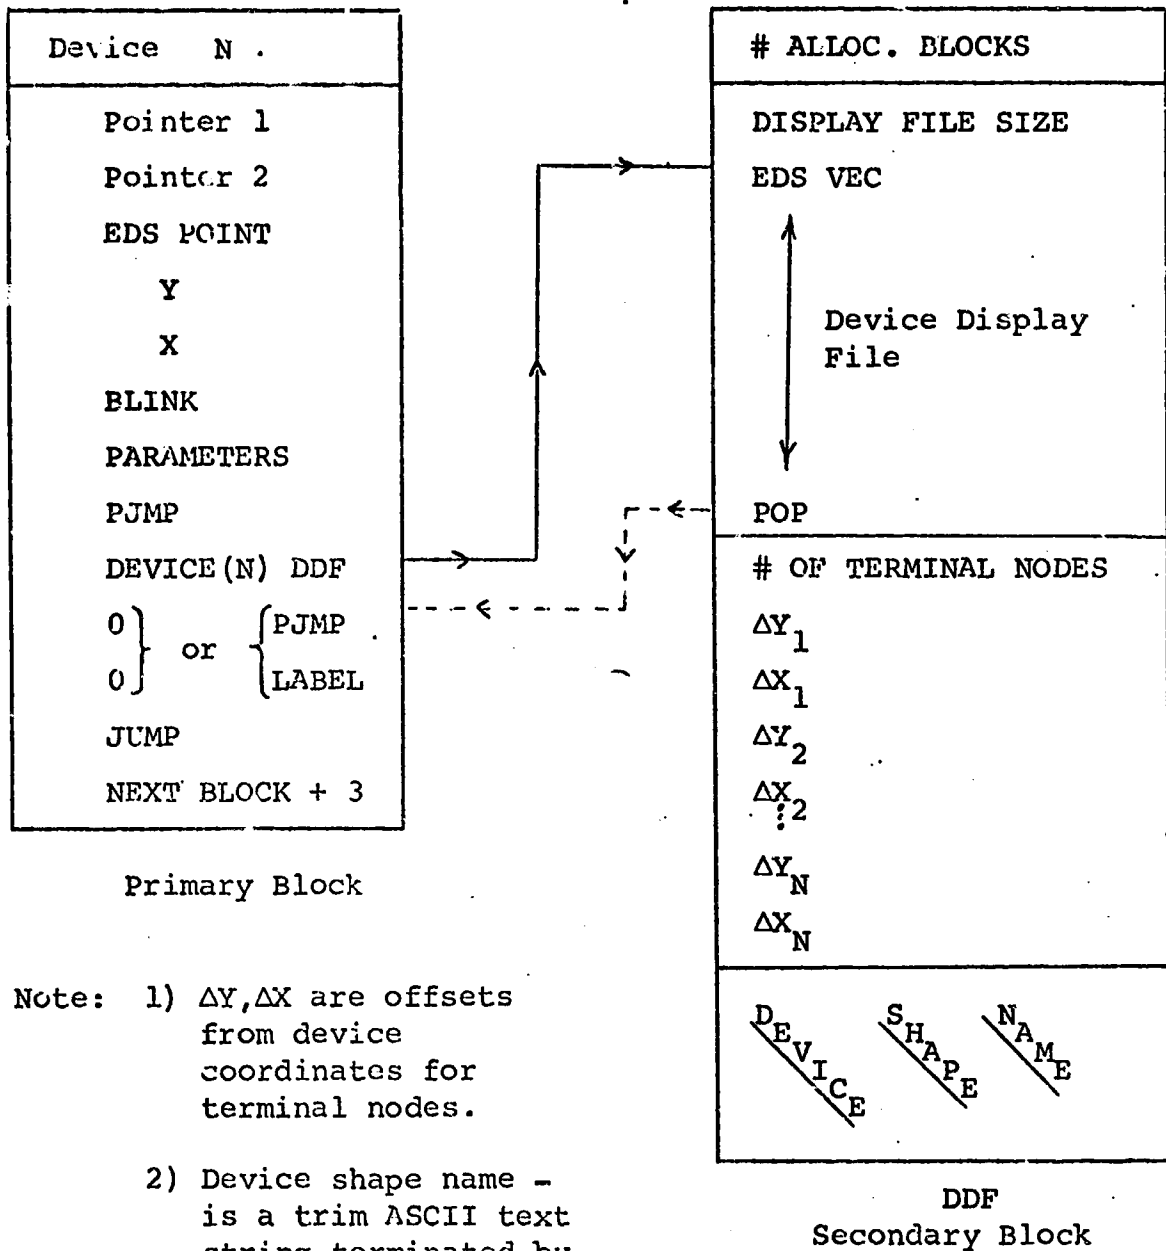 Device N .
Pointer 1
Pointer 2
EDS POINT
Y
X
BLINK
PARAMETERS
PJMP
DEVICE(N) DDF
0 } or { PJMP
0 } { LABEL
JUMP
NEXT BLOCK + 3
Primary Block
Note: 1) ΔY,ΔX are offsets
from device
coordinates for
terminal nodes.
2) Device shape name -
is a trim ASCII text
string terminated by
# ALLOC. BLOCKS
DISPLAY FILE SIZE
EDS VEC
Device Display
File
POP
# OF TERMINAL NODES
ΔY1
ΔX1
ΔY2
ΔX2
⋮
ΔYN
ΔXN
DEVICE SHAPE NAME
DDF
Secondary Block